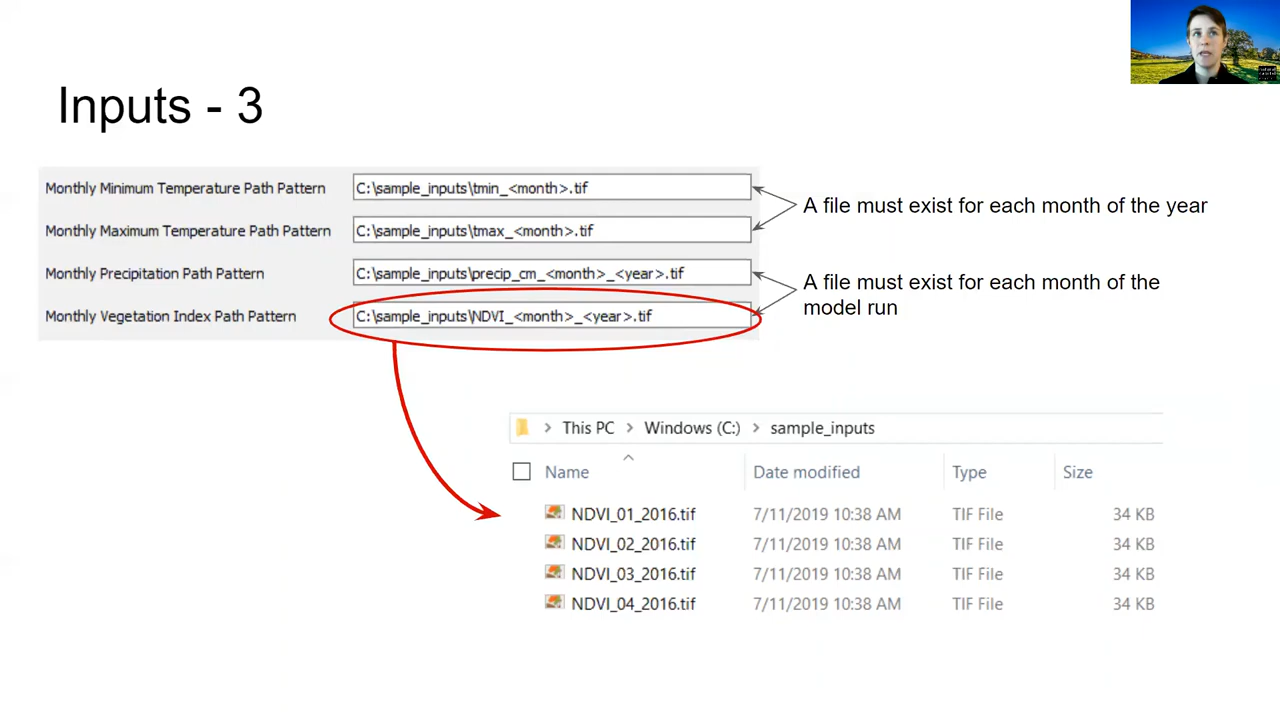 Inputs - 3
Monthly Minimum Temperature Path Pattern
C:\sample_inputs\tmin_<month>.tif
Monthly Maximum Temperature Path Pattern
C:\sample_inputs\tmax_<month>.tif
A file must exist for each month of the year
Monthly Precipitation Path Pattern
C:\sample_inputs\precip_cm_<month>_<year>.tif
Monthly Vegetation Index Path Pattern
C:\sample_inputs\NDVI_<month>_<year>.tif
A file must exist for each month of the
model run
This PC > Windows (C:) > sample_inputs
Name Date modified Type Size
NDVI_01_2016.tif 7/11/2019 10:38 AM TIF File 34 KB
NDVI_02_2016.tif 7/11/2019 10:38 AM TIF File 34 KB
NDVI_03_2016.tif 7/11/2019 10:38 AM TIF File 34 KB
NDVI_04_2016.tif 7/11/2019 10:38 AM TIF File 34 KB